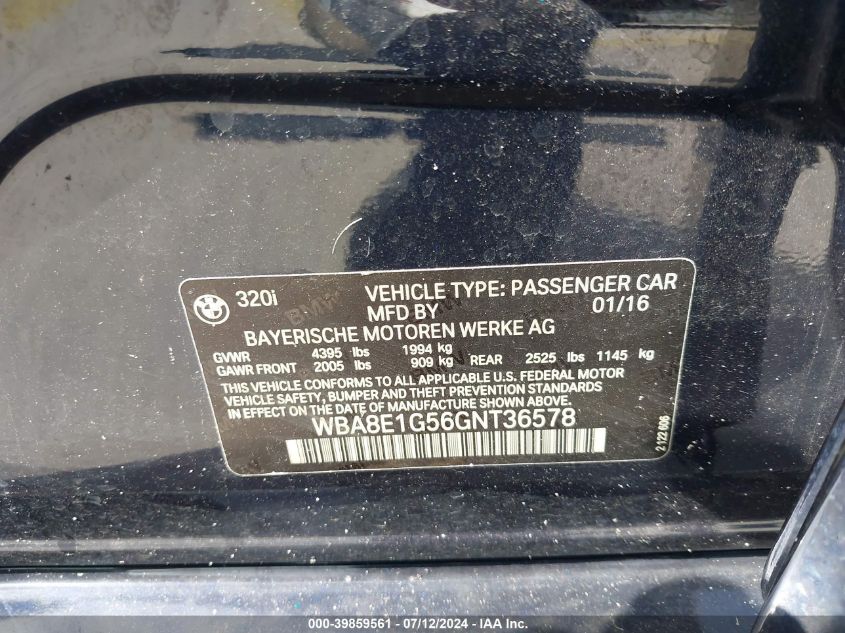 320i VEHICLE TYPE: PASSENGER CAR
MFD BY 01/16
BAYERISCHE MOTOREN WERKE AG
GVWR 4395 lbs 1994 kg
GAWR FRONT 2005 lbs 909 kg REAR 2525 lbs 1145 kg
THIS VEHICLE CONFORMS TO ALL APPLICABLE U.S. FEDERAL MOTOR
VEHICLE SAFETY, BUMPER AND THEFT PREVENTION STANDARDS
IN EFFECT ON THE DATE OF MANUFACTURE SHOWN ABOVE.
WBA8E1G56GNT36578
2 122 606
000-39859561 - 07/12/2024 - IAA Inc.